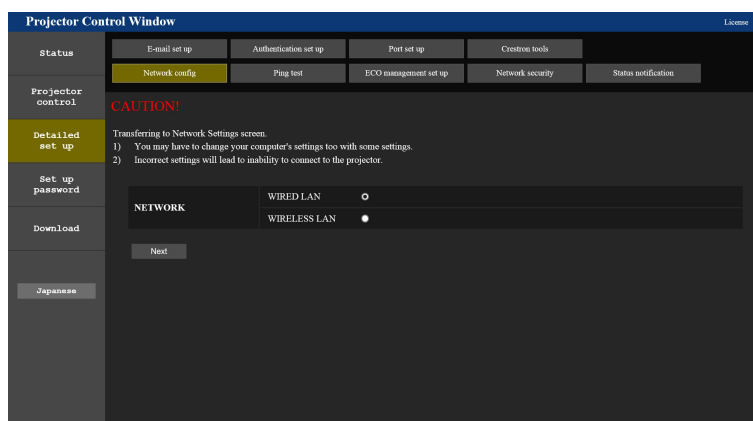 Projector Control Window
License
Status
Projector
control
Detailed
set up
Set up
password
Download
Japanese
E-mail set up
Authentication set up
Port set up
Crestron tools
Network config
Ping test
ECO management set up
Network security
Status notification
CAUTION!
Transferring to Network Settings screen.
1) You may have to change your computer's settings too with some settings.
2) Incorrect settings will lead to inability to connect to the projector.
NETWORK
WIRED LAN
WIRELESS LAN
Next